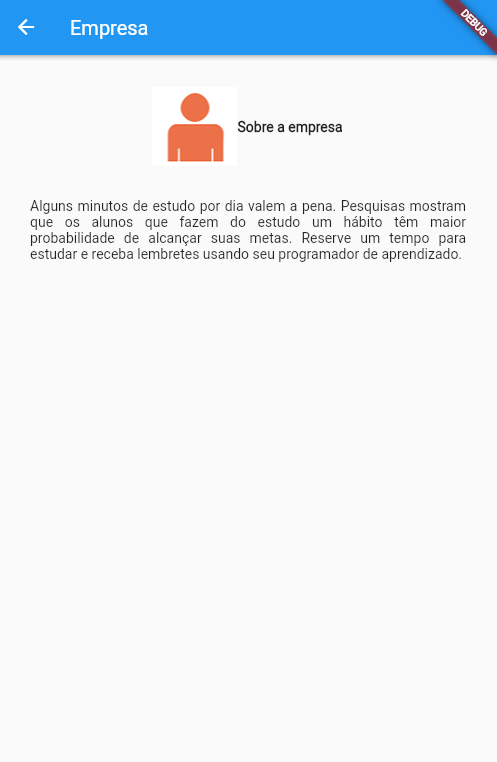 Empresa
DEBUG
Sobre a empresa
Alguns minutos de estudo por dia valem a pena. Pesquisas mostram
que os alunos que fazem do estudo um hábito têm maior
probabilidade de alcançar suas metas. Reserve um tempo para
estudar e receba lembretes usando seu programador de aprendizado.